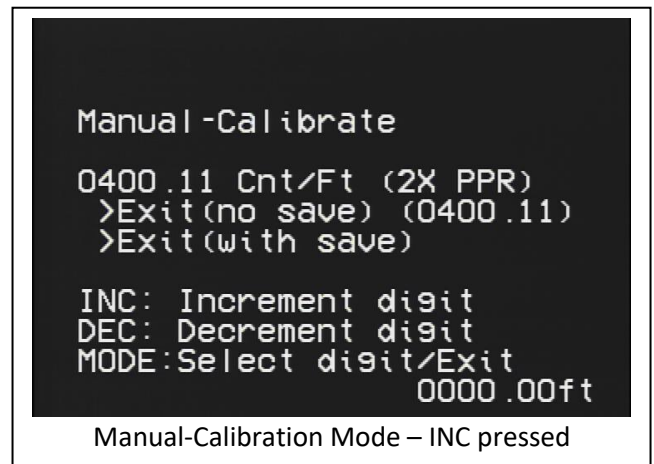 Manual-Calibrate
0400.11 Cnt/Ft (2X PPR)
>Exit(no save) (0400.11)
>Exit(with save)
INC: Increment digit
DEC: Decrement digit
MODE:Select digit/Exit
0000.00ft
Manual-Calibration Mode – INC pressed